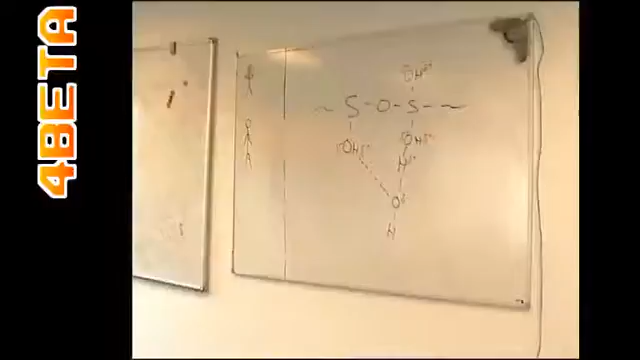 4BETA
OH
~ S - O - S - ~
OH OH
H
O
H